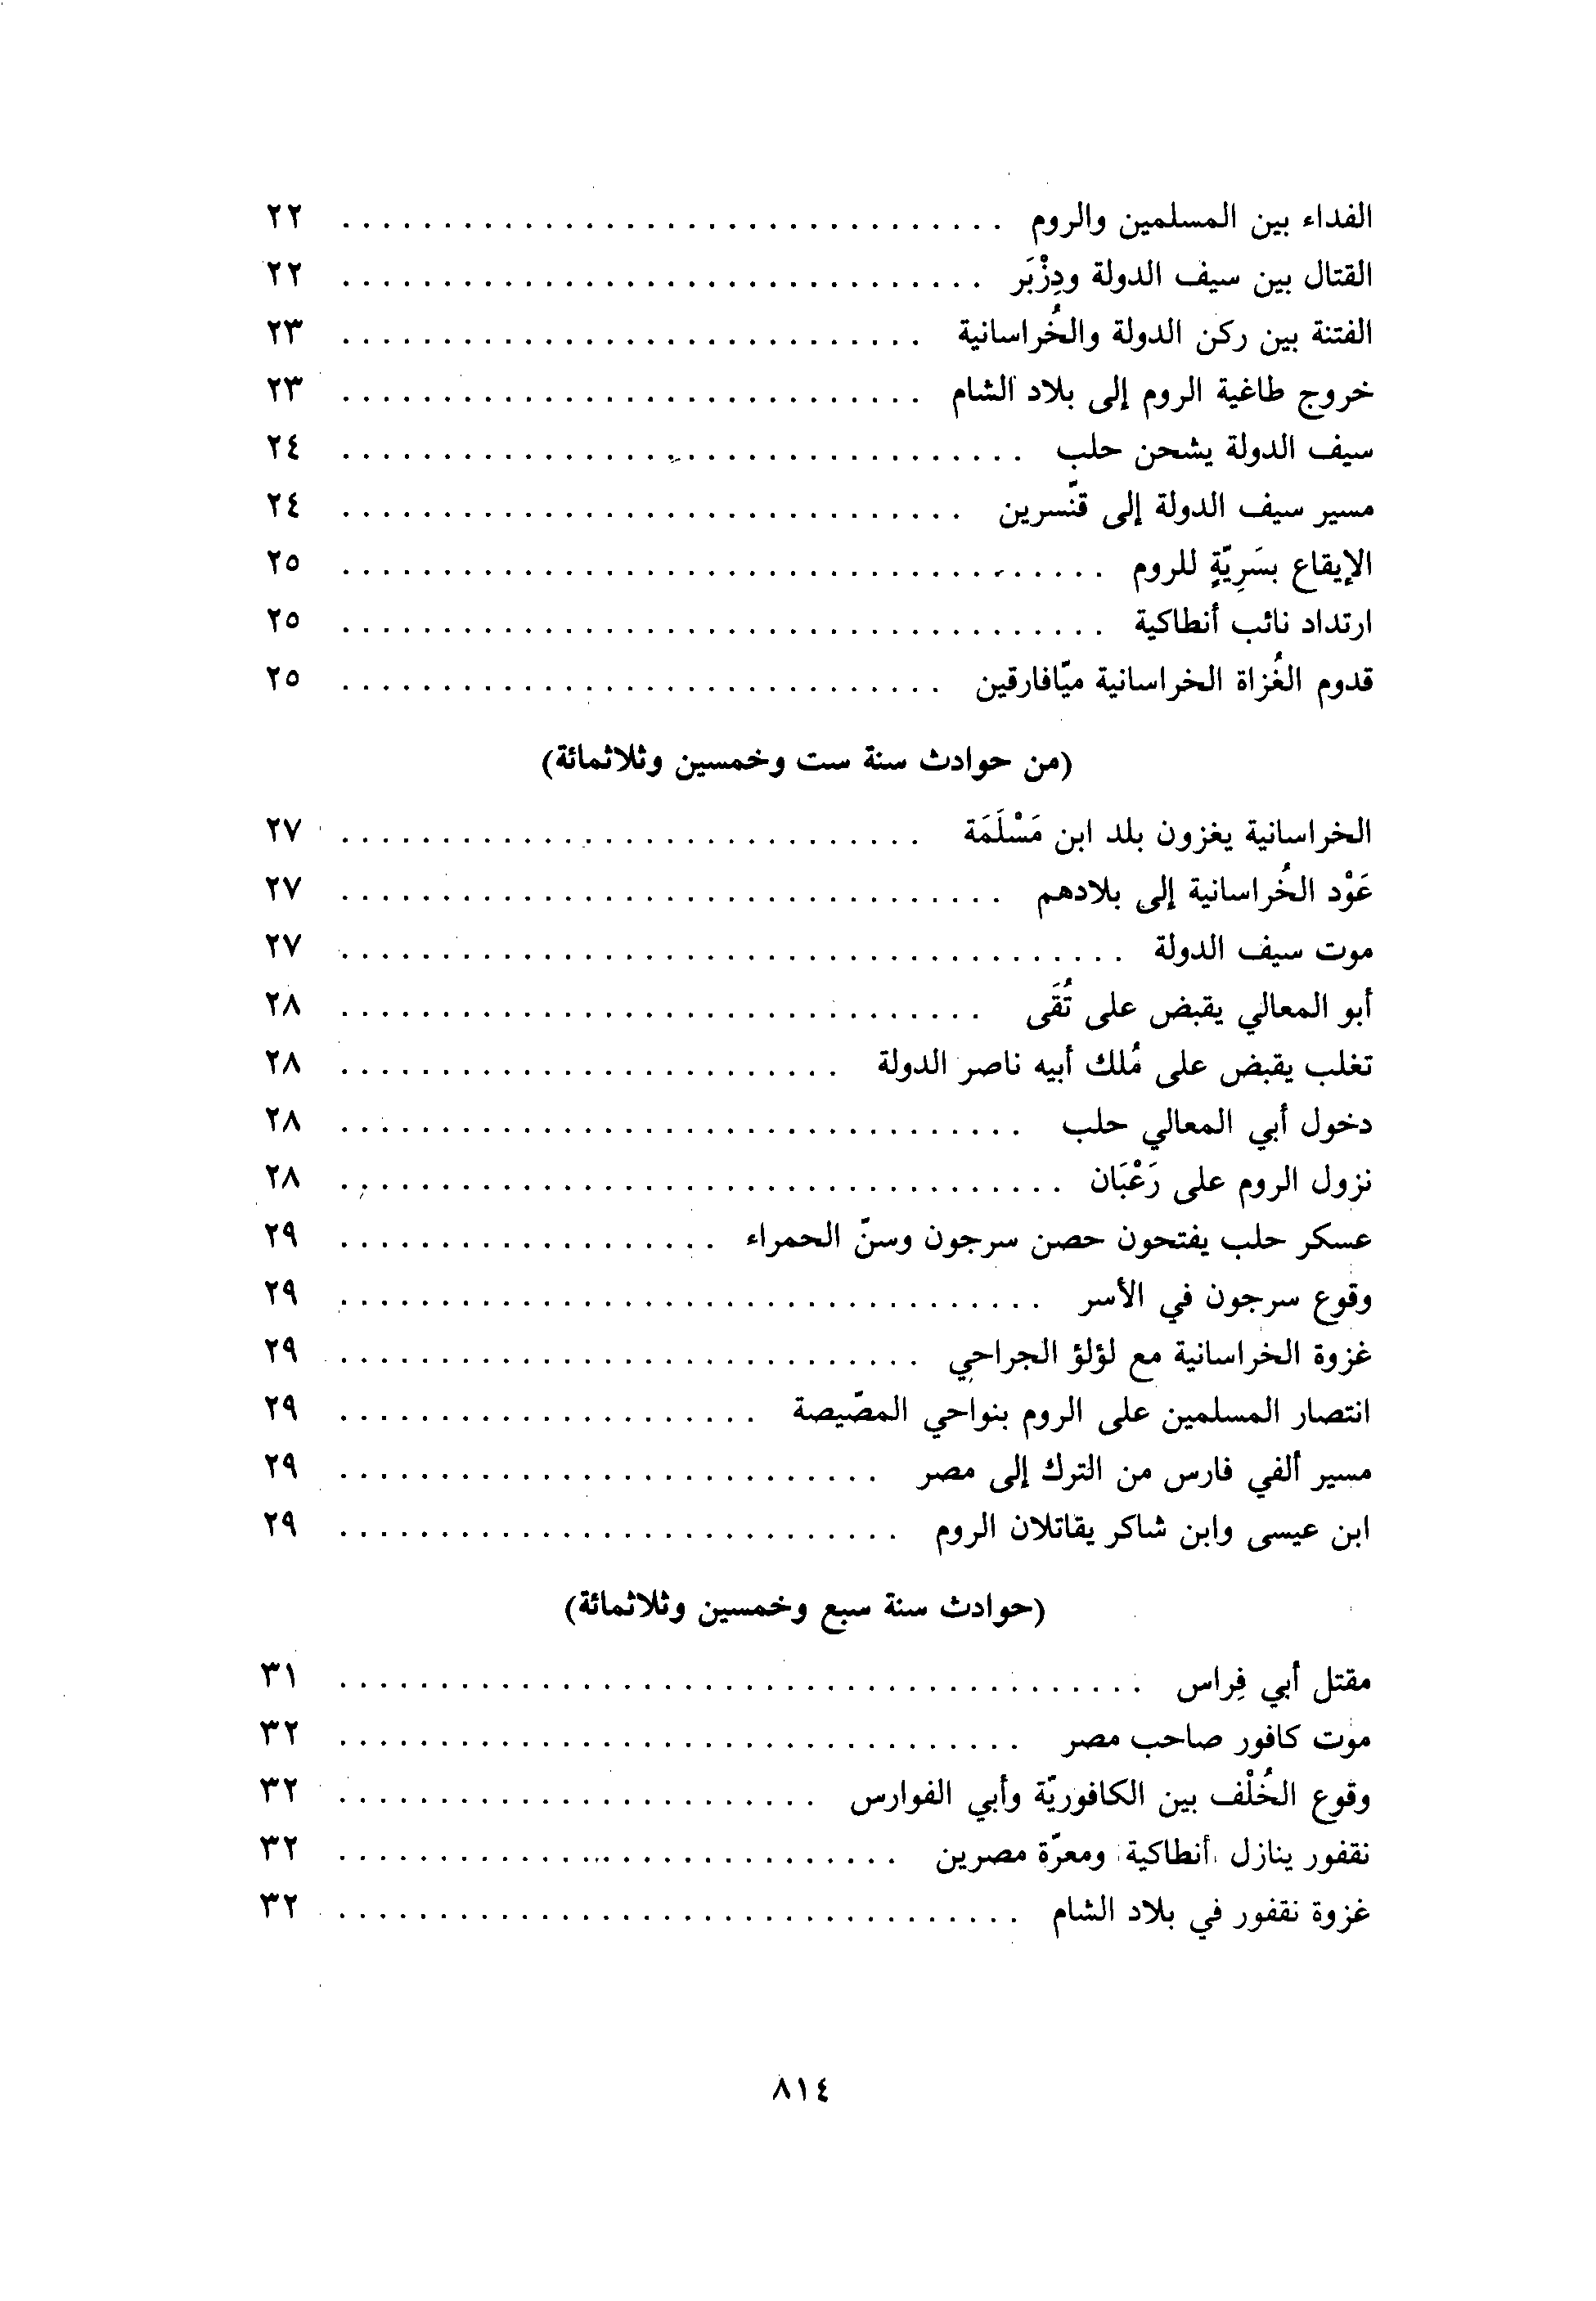 الفداء بين المسلمين والروم . . . . . . . . . . . . . . . . . . . . ٢٢
القتال بين سيف الدولة ودِزْبَر . . . . . . . . . . . . . . . . . . . . ٢٢
الفتنة بين ركن الدولة والخُراسانية . . . . . . . . . . . . . . . . . . . . ٢٣
خروج طاغية الروم إلى بلاد الشام . . . . . . . . . . . . . . . . . . . . ٢٣
سيف الدولة يشحن حلب . . . . . . . . . . . . . . . . . . . . ٢٤
مسير سيف الدولة إلى قنّسرين . . . . . . . . . . . . . . . . . . . . ٢٤
الإيقاع بسَرِيّةٍ للروم . . . . . . . . . . . . . . . . . . . . ٢٥
ارتداد نائب أنطاكية . . . . . . . . . . . . . . . . . . . . ٢٥
قدوم الغُزاة الخراسانية ميّافارقين . . . . . . . . . . . . . . . . . . . . ٢٥
(من حوادث سنة ست وخمسين وثلاثمائة)
الخراسانية يغزون بلد ابن مَسْلَمَة . . . . . . . . . . . . . . . . . . . . ٢٧
عَوْد الخُراسانية إلى بلادهم . . . . . . . . . . . . . . . . . . . . ٢٧
موت سيف الدولة . . . . . . . . . . . . . . . . . . . . ٢٧
أبو المعالي يقبض على تُقَى . . . . . . . . . . . . . . . . . . . . ٢٨
تغلب يقبض على مُلك أبيه ناصر الدولة . . . . . . . . . . . . . . . . . . . . ٢٨
دخول أبي المعالي حلب . . . . . . . . . . . . . . . . . . . . ٢٨
نزول الروم على رَعْبَان . . . . . . . . . . . . . . . . . . . . ٢٨
عسكر حلب يفتحون حصن سرجون وسنّ الحمراء . . . . . . . . . . . . . . . . . . . ٢٩
وقوع سرجون في الأسر . . . . . . . . . . . . . . . . . . . . ٢٩
غزوة الخراسانية مع لؤلؤ الجراحي . . . . . . . . . . . . . . . . . . . . ٢٩
انتصار المسلمين على الروم بنواحي المصّيصة . . . . . . . . . . . . . . . . . . . . ٢٩
مسير ألفي فارس من الترك إلى مصر . . . . . . . . . . . . . . . . . . . . ٢٩
ابن عيسى وابن شاكر يقاتلان الروم . . . . . . . . . . . . . . . . . . . . ٢٩
(حوادث سنة سبع وخمسين وثلاثمائة)
مقتل أبي فِراس . . . . . . . . . . . . . . . . . . . . ٣١
موت كافور صاحب مصر . . . . . . . . . . . . . . . . . . . . ٣٢
وقوع الخُلْف بين الكافوريّة وأبي الفوارس . . . . . . . . . . . . . . . . . . . . ٣٢
نقفور ينازل أنطاكية ومعرّة مصرين . . . . . . . . . . . . . . . . . . . . ٣٢
غزوة نقفور في بلاد الشام . . . . . . . . . . . . . . . . . . . . ٣٢
٨١٤